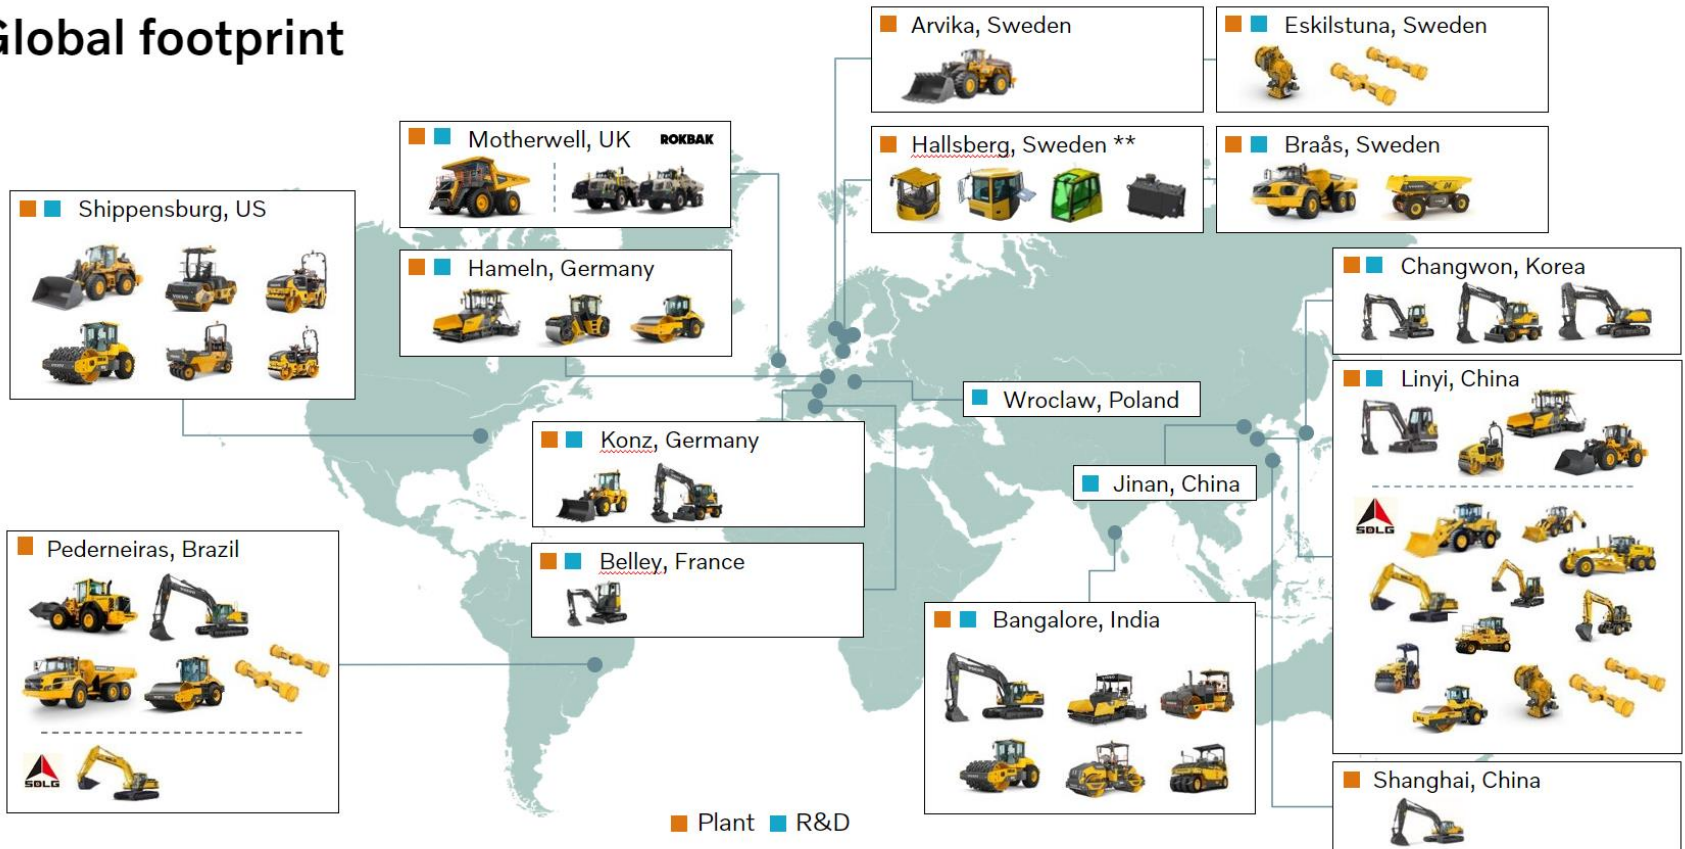 Global footprint
Arvika, Sweden
Eskilstuna, Sweden
Motherwell, UK ROKBAK
Hallsberg, Sweden **
Braås, Sweden
Shippensburg, US
Hameln, Germany
Changwon, Korea
Linyi, China
Wroclaw, Poland
Konz, Germany
Jinan, China
SDLG
Pederneiras, Brazil
Belley, France
Bangalore, India
SDLG
Shanghai, China
Plant R&D